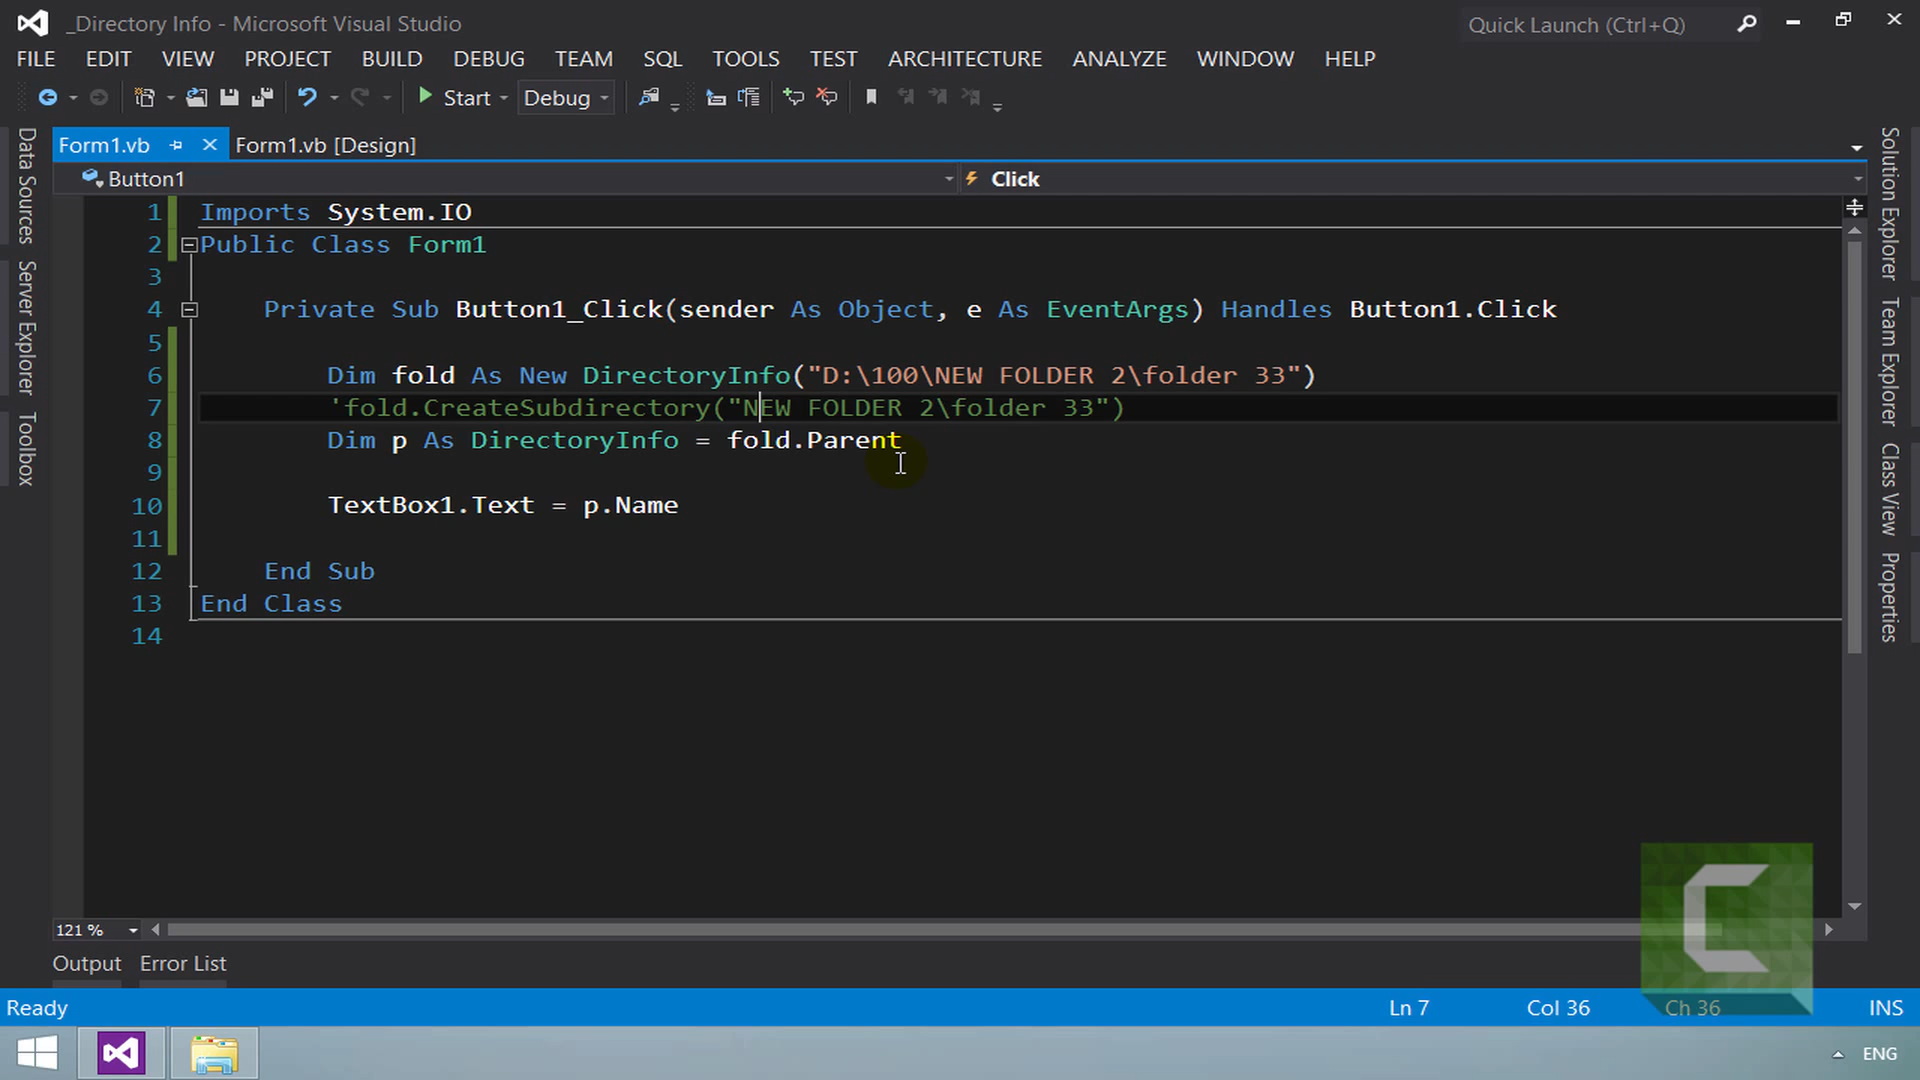 _Directory Info - Microsoft Visual Studio
Quick Launch (Ctrl+Q)
FILE EDIT VIEW PROJECT BUILD DEBUG TEAM SQL TOOLS TEST ARCHITECTURE ANALYZE WINDOW HELP
Start Debug
Form1.vb Form1.vb [Design]
Button1 Click
1 Imports System.IO
2 Public Class Form1
3
4 Private Sub Button1_Click(sender As Object, e As EventArgs) Handles Button1.Click
5
6 Dim fold As New DirectoryInfo("D:\100\NEW FOLDER 2\folder 33")
7 'fold.CreateSubdirectory("NEW FOLDER 2\folder 33")
8 Dim p As DirectoryInfo = fold.Parent
9
10 TextBox1.Text = p.Name
11
12 End Sub
13 End Class
14
Data Sources
Server Explorer
Toolbox
Solution Explorer
Team Explorer
Class View
Properties
121 %
Output Error List
Ready Ln 7 Col 36 Ch 36 INS
ENG